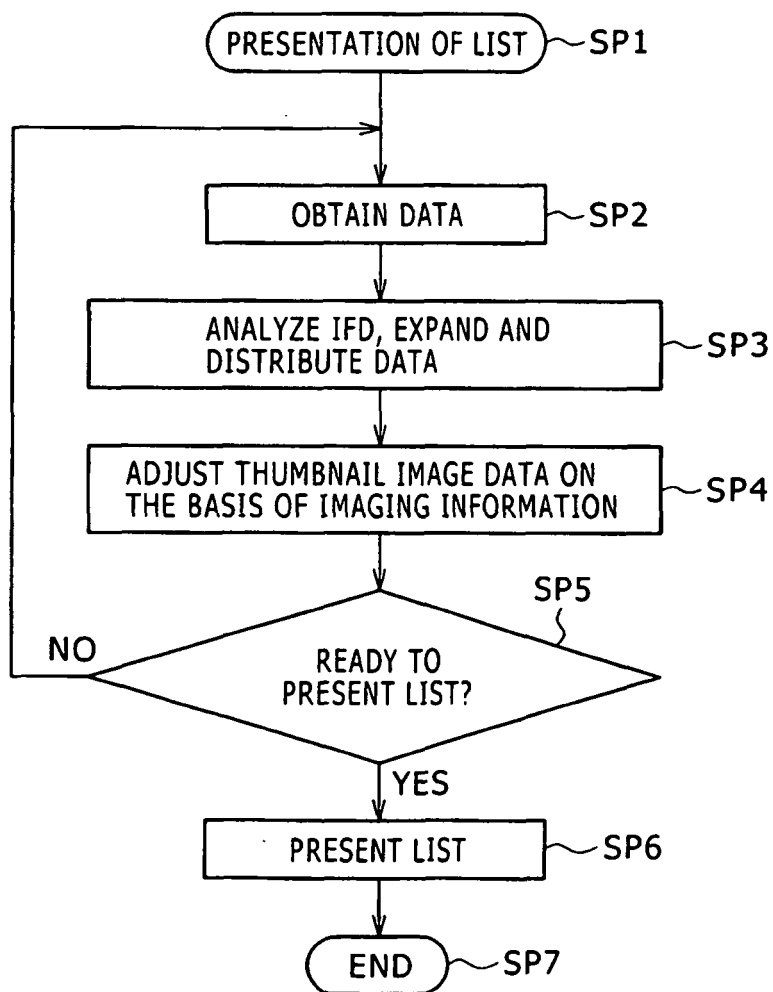 PRESENTATION OF LIST
SP1
OBTAIN DATA
SP2
ANALYZE IFD, EXPAND AND
DISTRIBUTE DATA
SP3
ADJUST THUMBNAIL IMAGE DATA ON
THE BASIS OF IMAGING INFORMATION
SP4
SP5
NO
READY TO
PRESENT LIST?
YES
PRESENT LIST
SP6
END
SP7